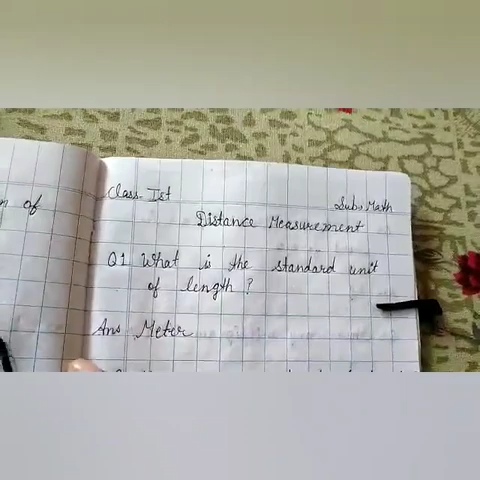 of
Class. Ist
Sub. Math
Distance Measurement
Q1 What is the standard unit
of length ?
Ans Meter